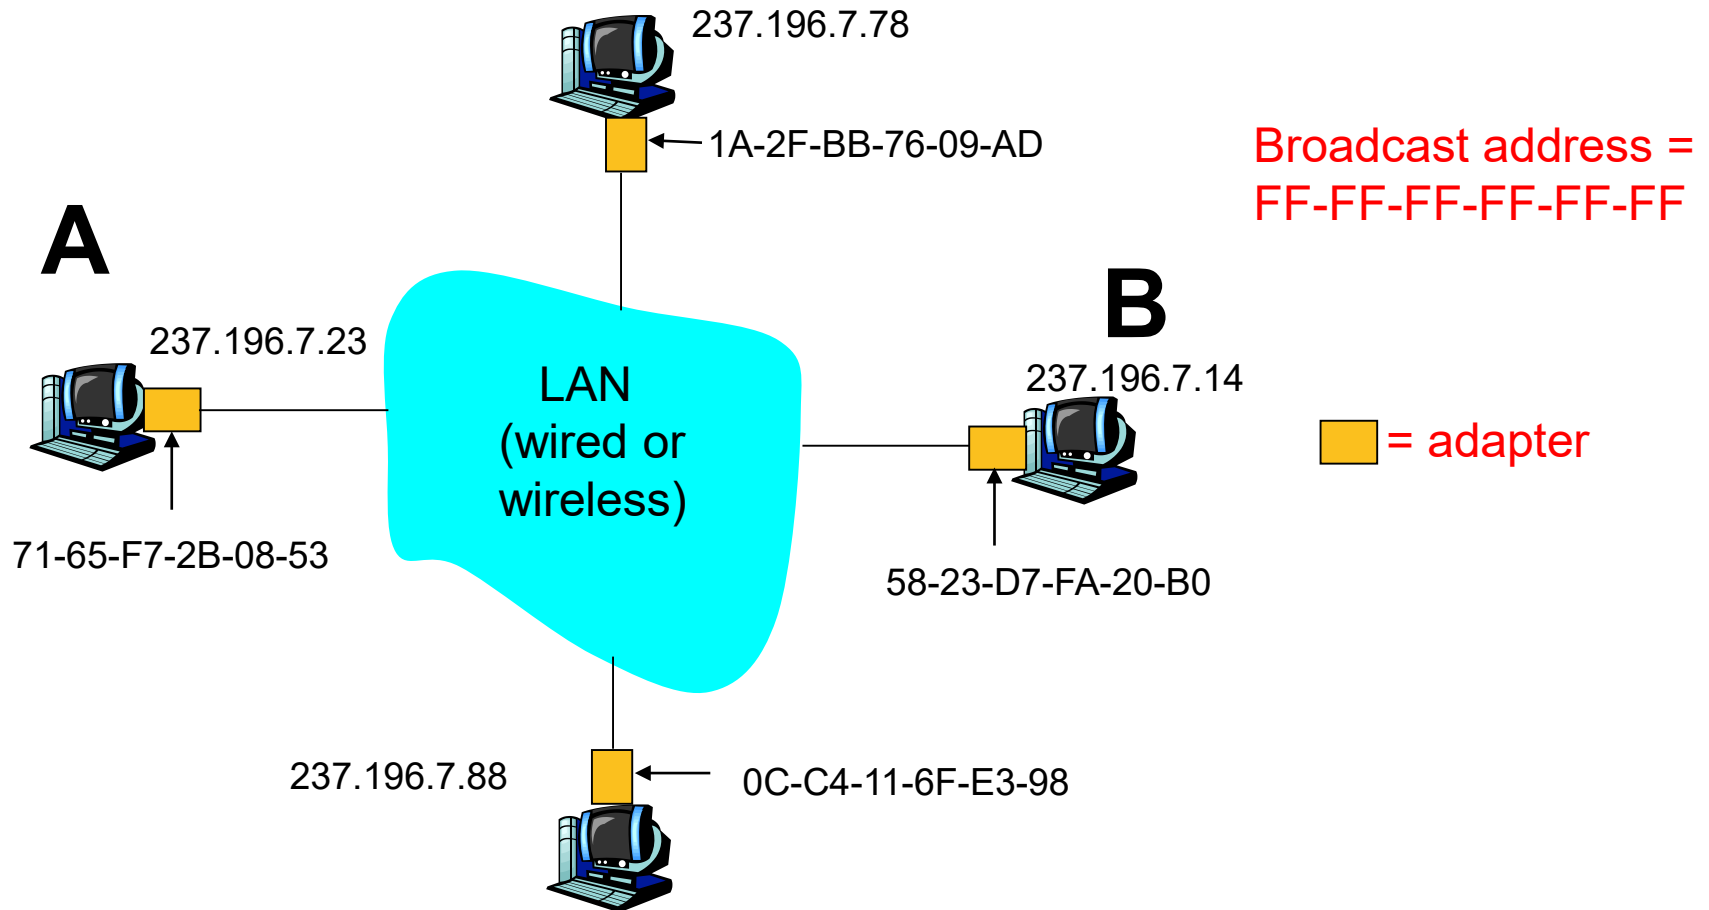 237.196.7.78
1A-2F-BB-76-09-AD
Broadcast address =
FF-FF-FF-FF-FF-FF
A
B
237.196.7.23
237.196.7.14
LAN
(wired or
wireless)
= adapter
71-65-F7-2B-08-53
58-23-D7-FA-20-B0
237.196.7.88
0C-C4-11-6F-E3-98